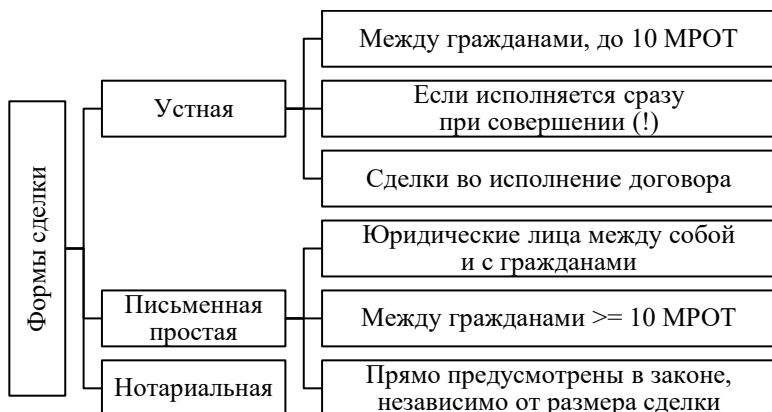 Формы сделки
Устная
Между гражданами, до 10 МРОТ
Если исполняется сразу
при совершении (!)
Сделки во исполнение договора
Письменная
простая
Юридические лица между собой
и с гражданами
Между гражданами >= 10 МРОТ
Нотариальная
Прямо предусмотрены в законе,
независимо от размера сделки